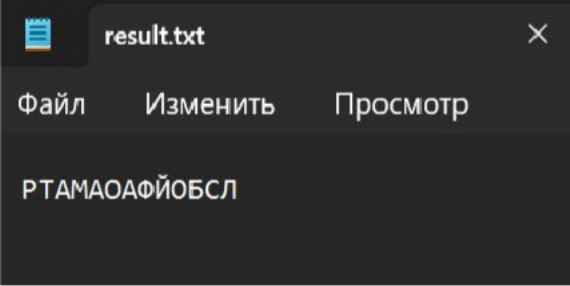 result.txt
Файл Изменить Просмотр
РТАМАОАФЙОБСЛ